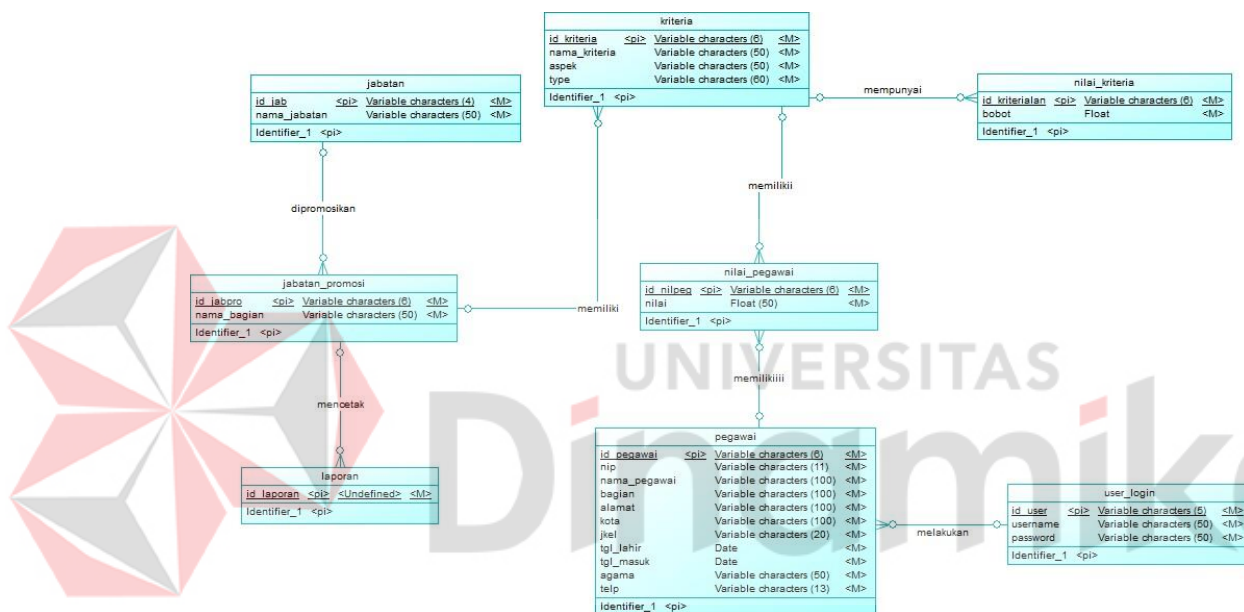 kriteria
id_kriteria <pi> Variable characters (6) <M>
nama_kriteria Variable characters (50) <M>
aspek Variable characters (50) <M>
type Variable characters (60) <M>
Identifier_1 <pi>
jabatan
id_jab <pi> Variable characters (4) <M>
nama_jabatan Variable characters (50) <M>
Identifier_1 <pi>
mempunyai
nilai_kriteria
id_kriterialan <pi> Variable characters (6) <M>
bobot Float <M>
Identifier_1 <pi>
memilikii
dipromosikan
jabatan_promosi
id_jabpro <pi> Variable characters (6) <M>
nama_bagian Variable characters (50) <M>
Identifier_1 <pi>
memiliki
nilai_pegawai
id_nilpeg <pi> Variable characters (6) <M>
nilai Float (50) <M>
Identifier_1 <pi>
UNIVERSITAS
Dinamika
memilikiiii
mencetak
laporan
id_laporan <pi> <Undefined> <M>
Identifier_1 <pi>
pegawai
id_pegawai <pi> Variable characters (6) <M>
nip Variable characters (11) <M>
nama_pegawai Variable characters (100) <M>
bagian Variable characters (100) <M>
alamat Variable characters (100) <M>
kota Variable characters (100) <M>
jkel Variable characters (20) <M>
tgl_lahir Date <M>
tgl_masuk Date <M>
agama Variable characters (50) <M>
telp Variable characters (13) <M>
Identifier_1 <pi>
melakukan
user_login
id_user <pi> Variable characters (5) <M>
username Variable characters (50) <M>
password Variable characters (50) <M>
Identifier_1 <pi>